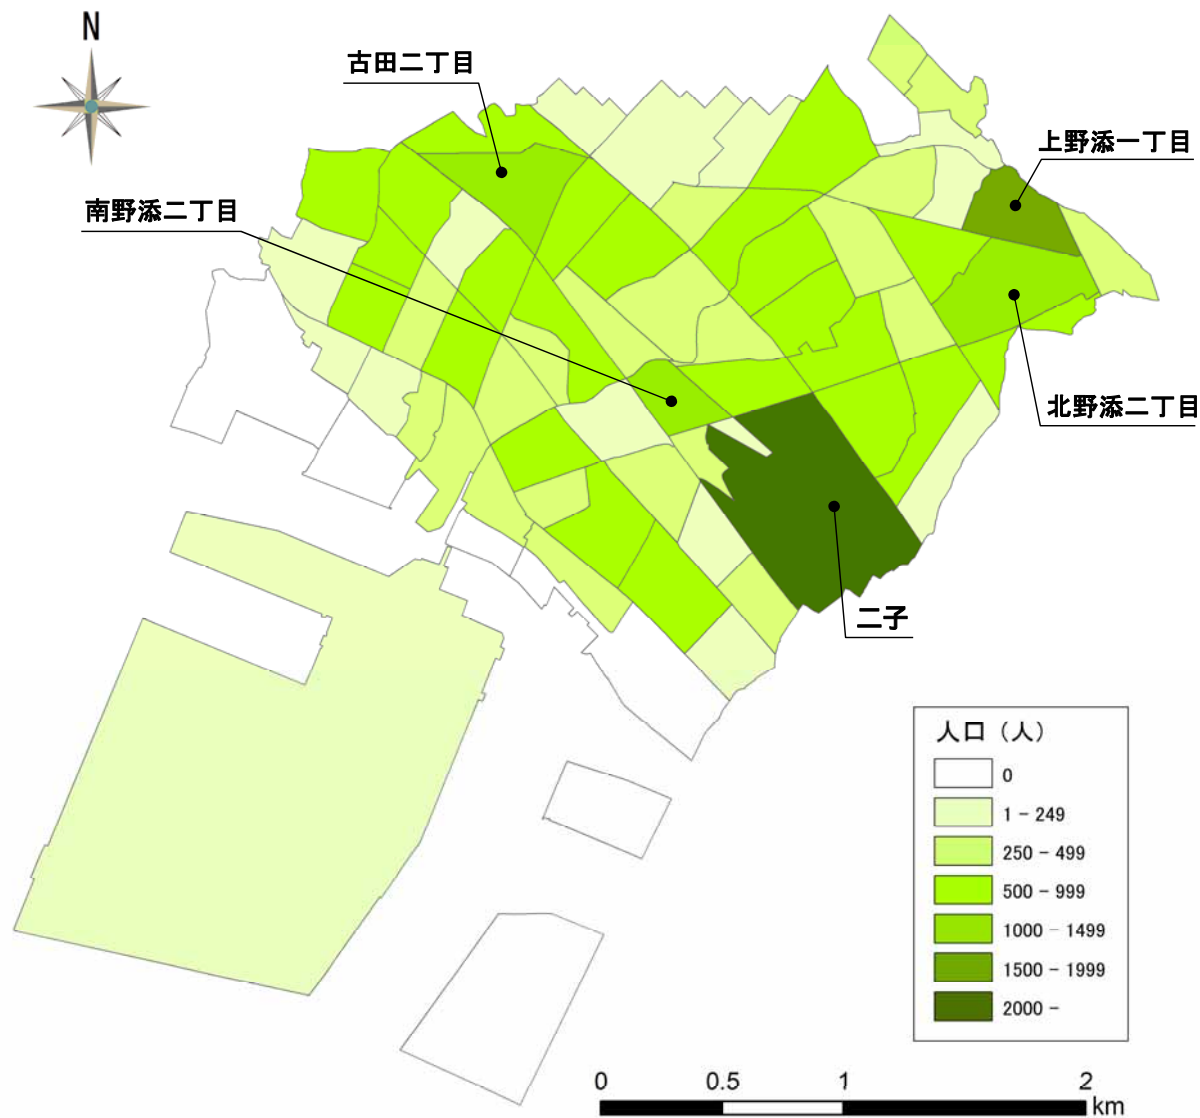 N
古田二丁目
上野添一丁目
南野添二丁目
北野添二丁目
二子
人口（人）
0
1 - 249
250 - 499
500 - 999
1000 - 1499
1500 - 1999
2000 -
0 0.5 1 2
km